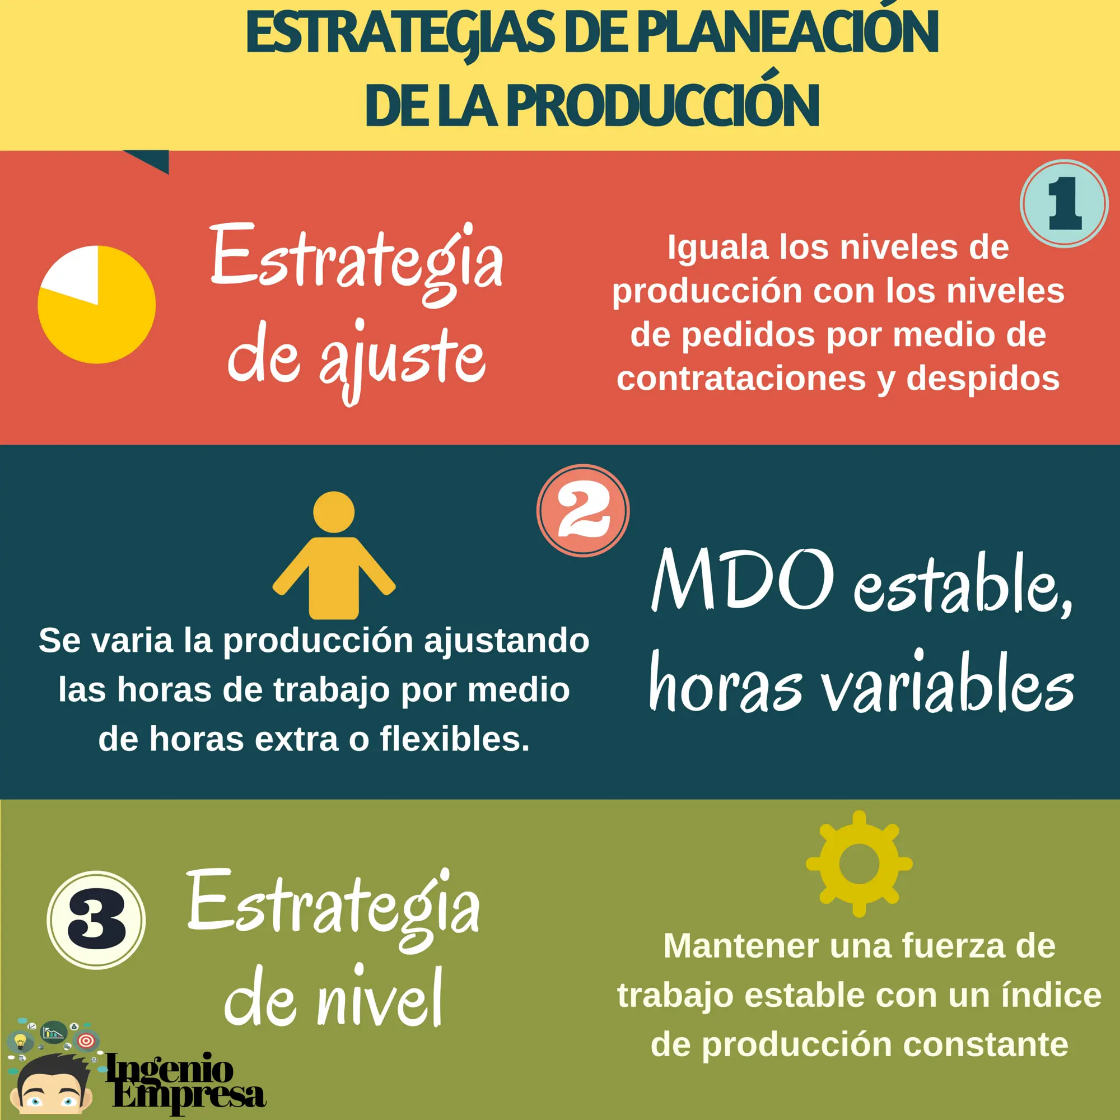 ESTRATEGIAS DE PLANEACIÓN
DE LA PRODUCCIÓN
1
Estrategia
de ajuste
Iguala los niveles de
producción con los niveles
de pedidos por medio de
contrataciones y despidos
2
MDO estable,
horas variables
Se varia la producción ajustando
las horas de trabajo por medio
de horas extra o flexibles.
3
Estrategia
de nivel
Mantener una fuerza de
trabajo estable con un índice
de producción constante
Ingenio
Empresa